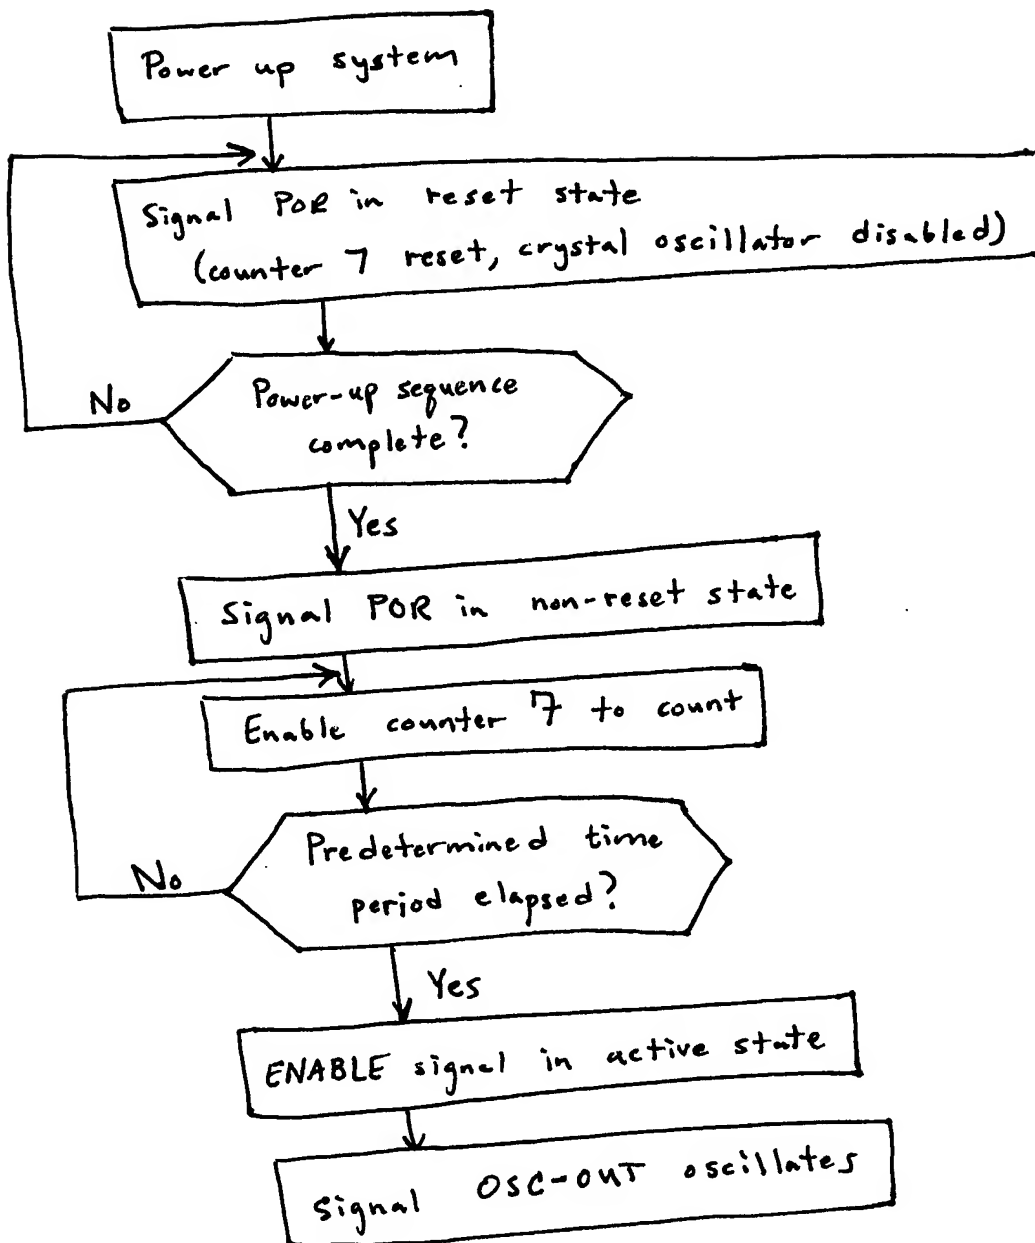 Power up system
Signal POR in reset state
(counter 7 reset, crystal oscillator disabled)
No
Power-up sequence
complete?
Yes
Signal POR in non-reset state
Enable counter 7 to count
Predetermined time
No
period elapsed?
Yes
ENABLE signal in active state
Signal OSC-OUT oscillates